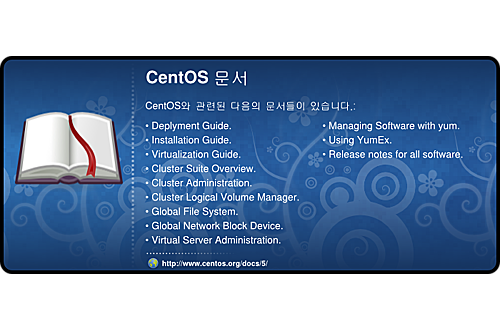 CentOS 문서
CentOS와 관련된 다음의 문서들이 있습니다.:
• Deplyment Guide.
• Installation Guide.
• Virtualization Guide.
• Cluster Suite Overview.
• Cluster Administration.
• Cluster Logical Volume Manager.
• Global File System.
• Global Network Block Device.
• Virtual Server Administration.
• Managing Software with yum.
• Using YumEx.
• Release notes for all software.
http://www.centos.org/docs/5/